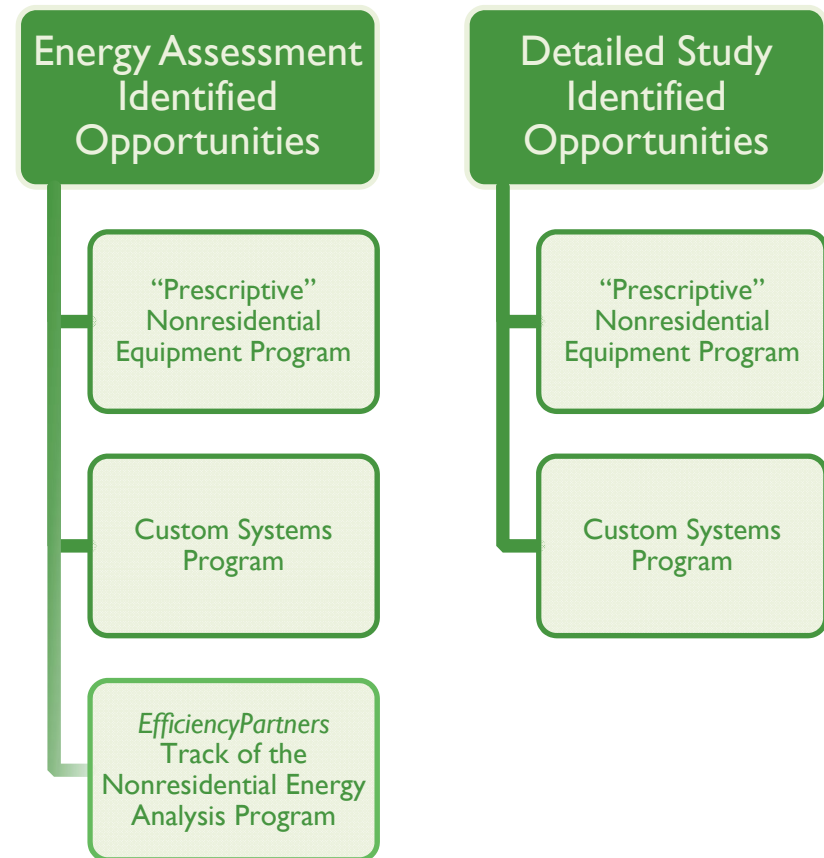 Energy Assessment
Identified
Opportunities
“Prescriptive”
Nonresidential
Equipment Program
Custom Systems
Program
EfficiencyPartners
Track of the
Nonresidential Energy
Analysis Program
Detailed Study
Identified
Opportunities
“Prescriptive”
Nonresidential
Equipment Program
Custom Systems
Program